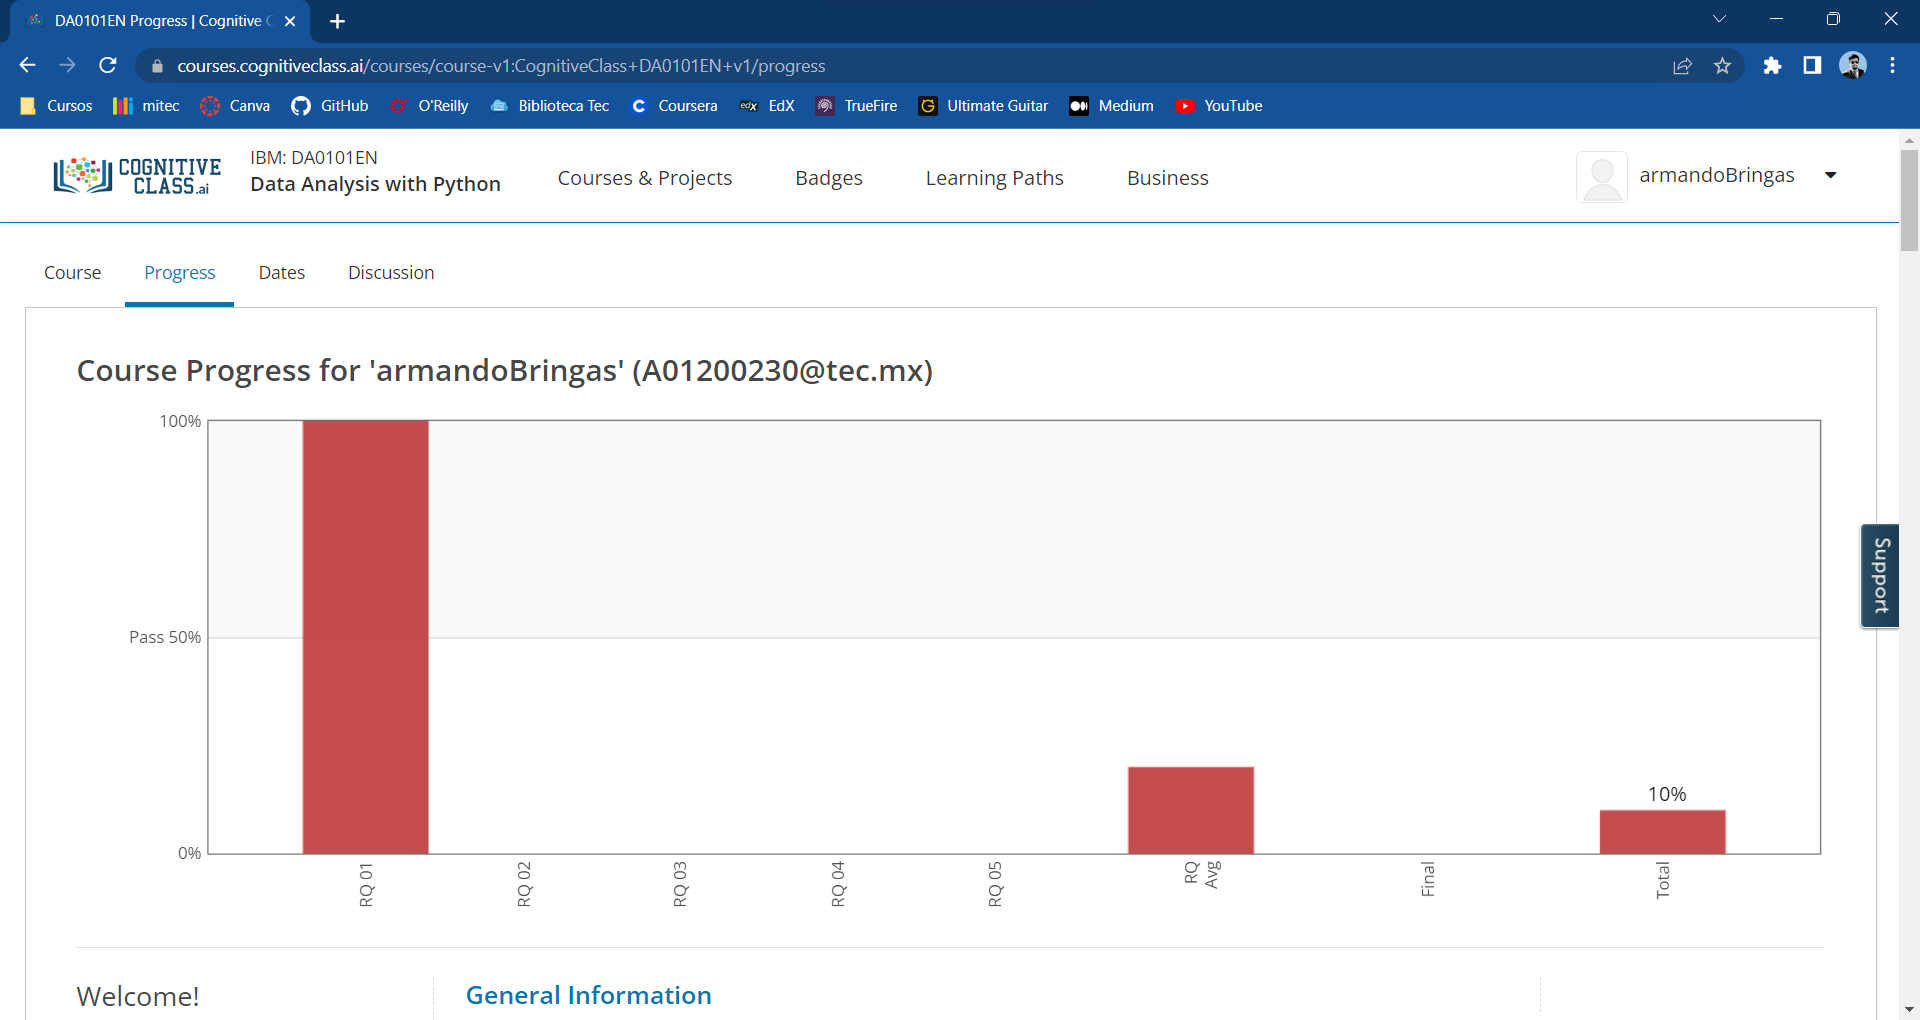 DA0101EN Progress | Cognitive C
courses.cognitiveclass.ai/courses/course-v1:CognitiveClass+DA0101EN+v1/progress
Cursos mitec Canva GitHub O'Reilly Biblioteca Tec Coursera edX EdX TrueFire Ultimate Guitar Medium YouTube
COGNITIVE CLASS.ai
IBM: DA0101EN
Data Analysis with Python
Courses & Projects Badges Learning Paths Business
armandoBringas
Course Progress Dates Discussion
Course Progress for 'armandoBringas' (A01200230@tec.mx)
100%
Pass 50%
0%
10%
RQ 01
RQ 02
RQ 03
RQ 04
RQ 05
RQ Avg
Final
Total
Support
Welcome!
General Information